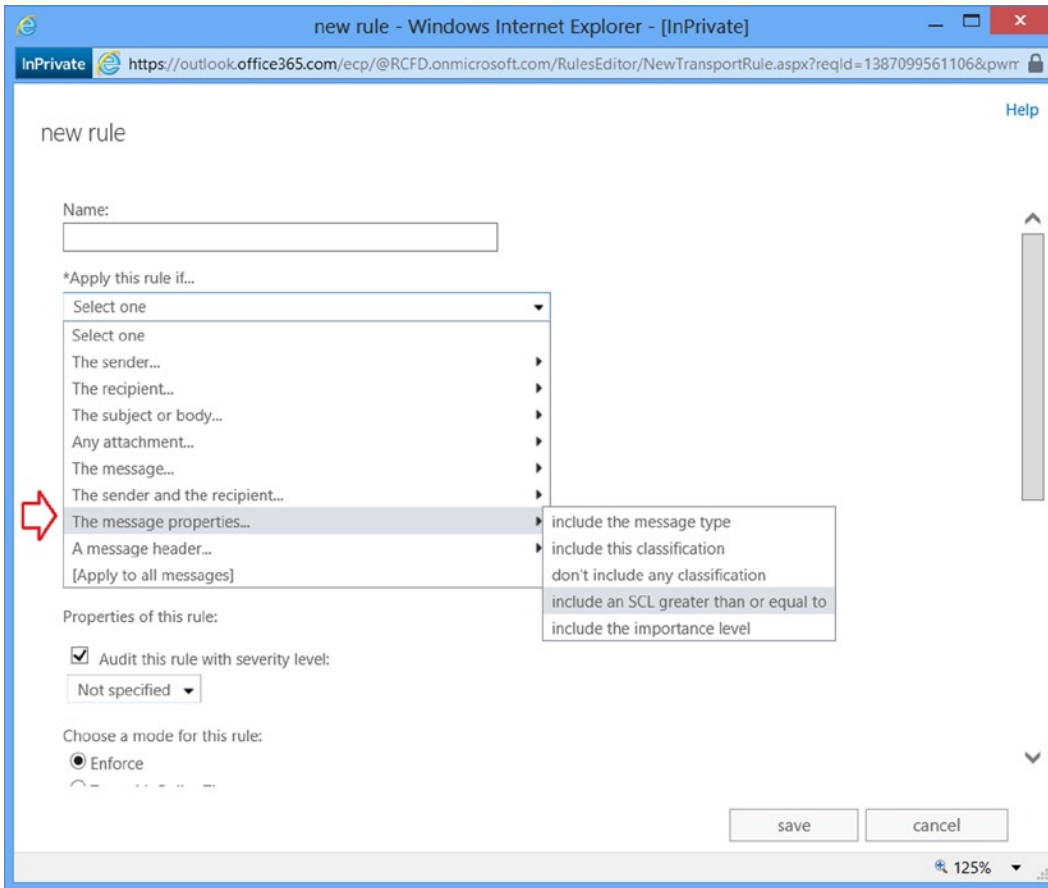 new rule - Windows Internet Explorer - [InPrivate]
InPrivate https://outlook.office365.com/ecp/@RCFD.onmicrosoft.com/RulesEditor/NewTransportRule.aspx?reqId=1387099561106&pwm
Help
new rule
Name:
*Apply this rule if...
Select one
Select one
The sender...
The recipient...
The subject or body...
Any attachment...
The message...
The sender and the recipient...
The message properties...
A message header...
[Apply to all messages]
include the message type
include this classification
don't include any classification
include an SCL greater than or equal to
include the importance level
Properties of this rule:
Audit this rule with severity level:
Not specified
Choose a mode for this rule:
Enforce
save cancel
125%